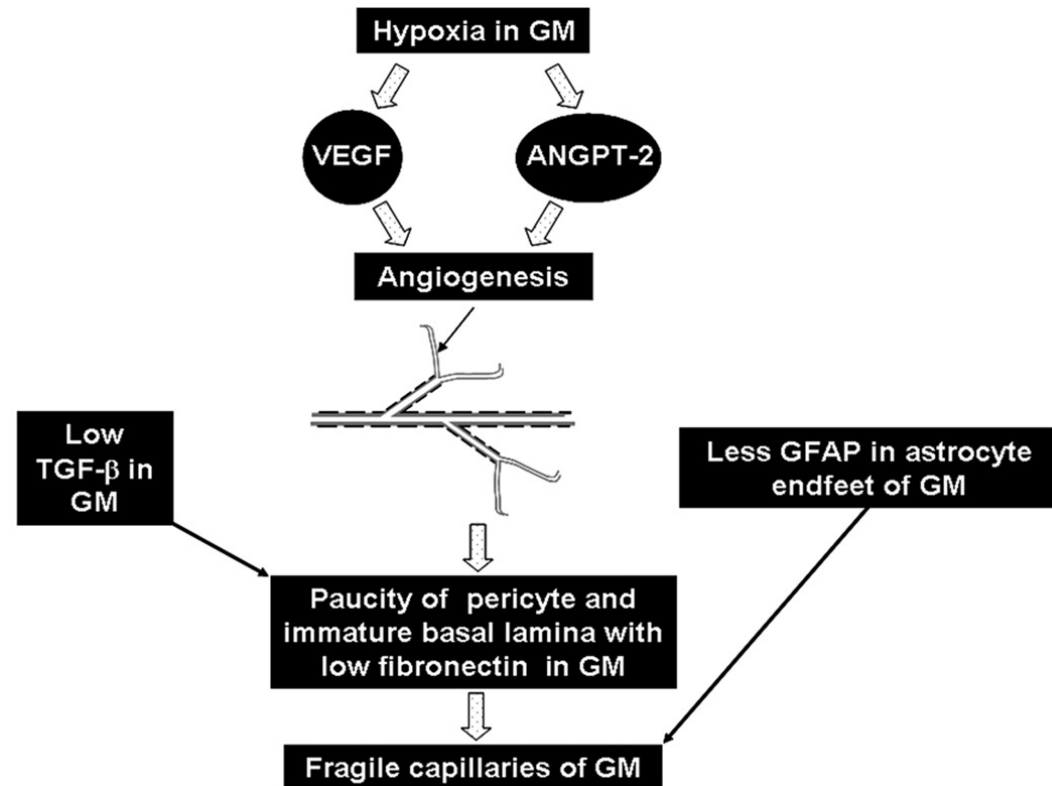 Hypoxia in GM
VEGF
ANGPT-2
Angiogenesis
Low
TGF-β in
GM
Less GFAP in astrocyte
endfeet of GM
Paucity of pericyte and
immature basal lamina with
low fibronectin in GM
Fragile capillaries of GM